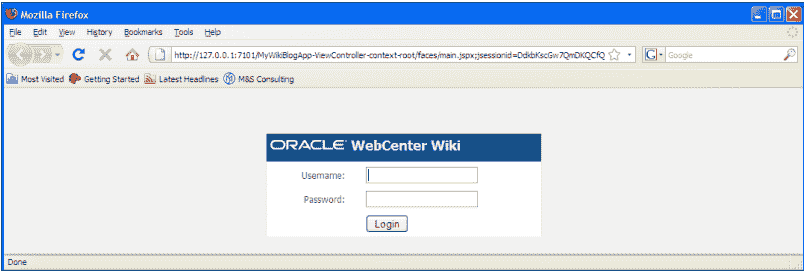 Mozilla Firefox
File Edit View History Bookmarks Tools Help
http://127.0.0.1:7101/MyWikiBlogApp-ViewController-context-root/faces/main.jspx;jsessionid=DdkbKscGw7QmDKQCfQ
G Google
Most Visited Getting Started Latest Headlines M&S Consulting
ORACLE WebCenter Wiki
Username:
Password:
Login
Done